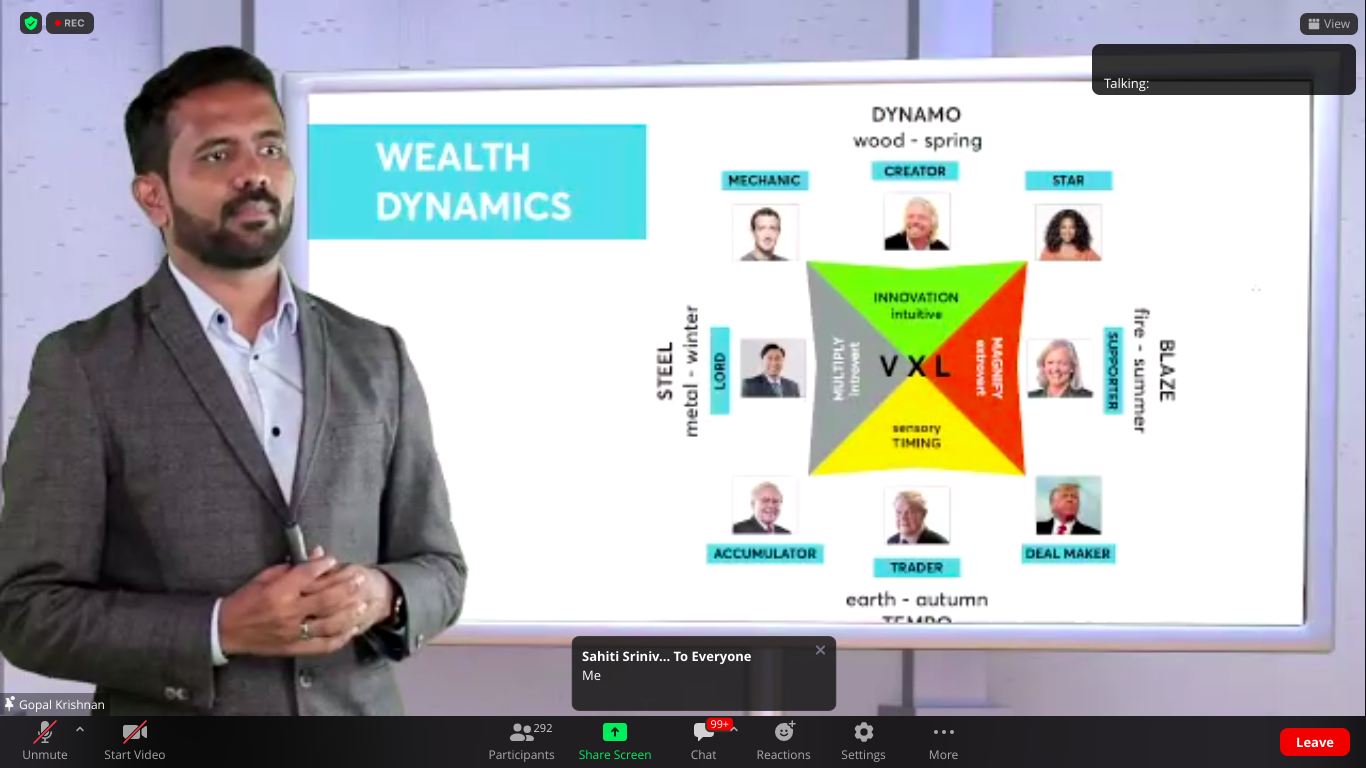 REC
View
Talking:
WEALTH
DYNAMICS
DYNAMO
wood - spring
MECHANIC
CREATOR
STAR
INNOVATION
intuitive
STEEL
metal - winter
LORD
MULTIPLY
introvert
V X L
MAGNIFY
extrovert
SUPPORTER
fire - summer
BLAZE
sensory
TIMING
ACCUMULATOR
TRADER
DEAL MAKER
earth - autumn
TEMPO
Sahiti Sriniv... To Everyone
Me
Gopal Krishnan
292
99+
Unmute
Start Video
Participants
Share Screen
Chat
Reactions
Settings
More
Leave